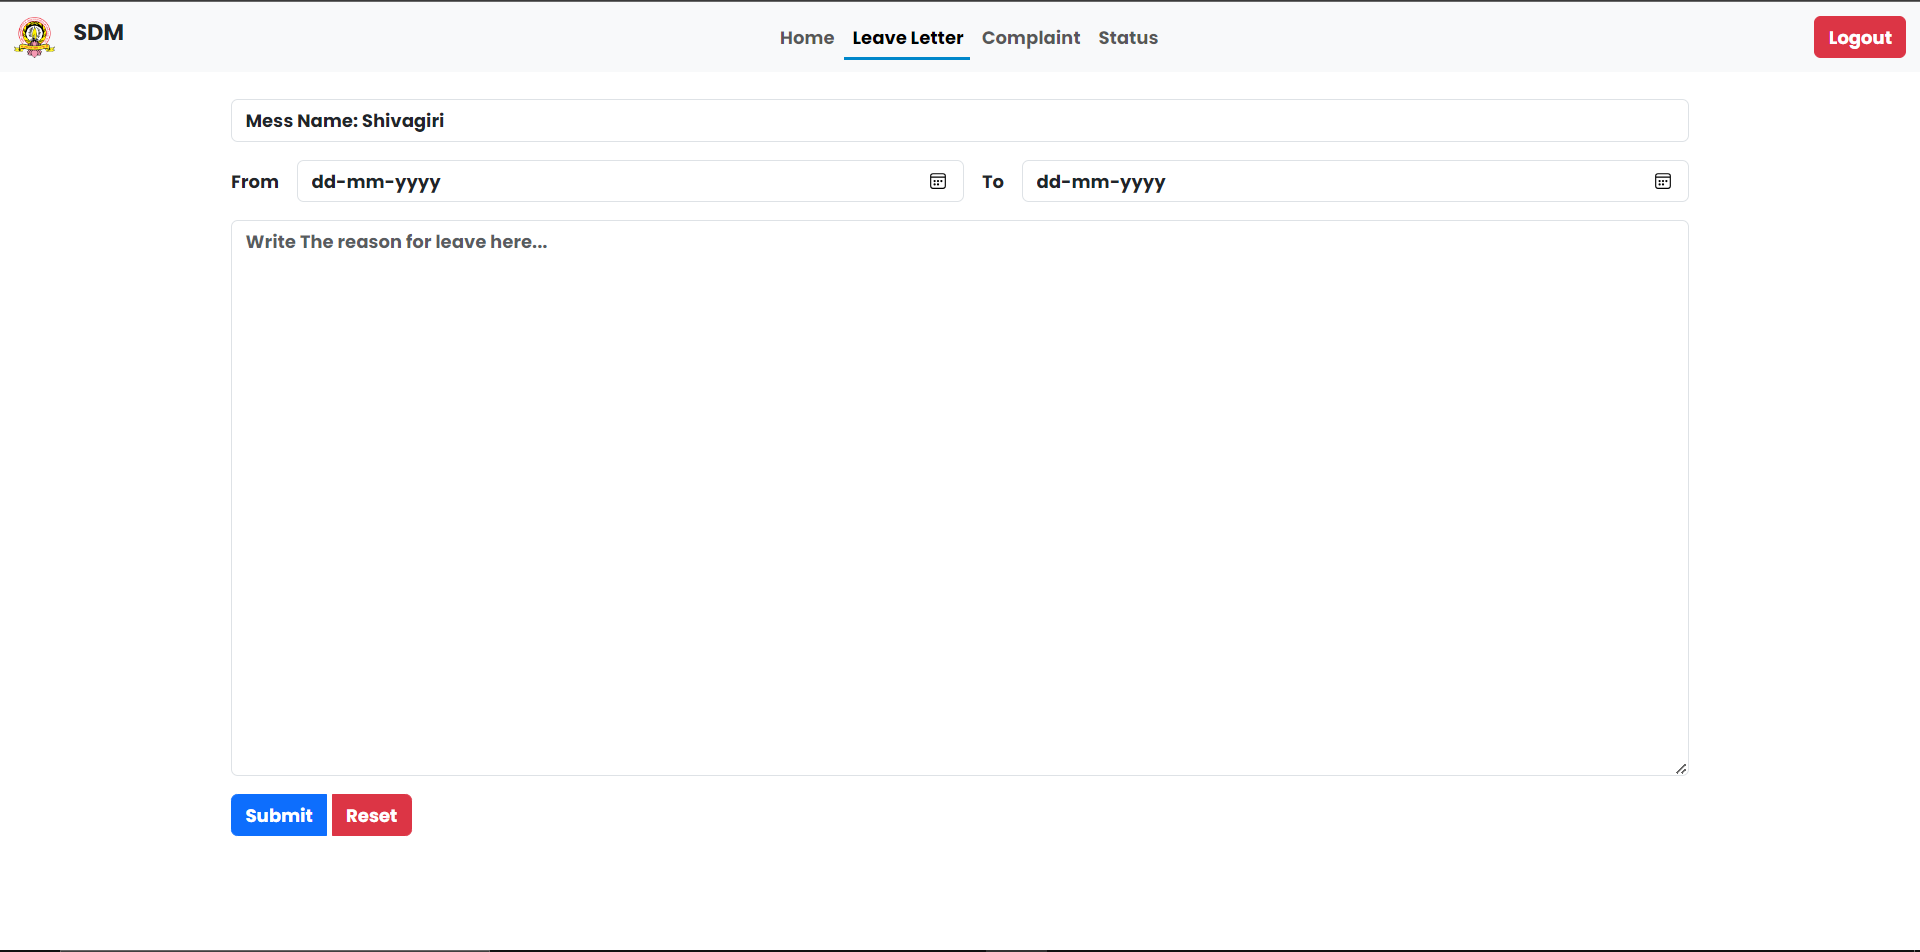 SDM
Home Leave Letter Complaint Status
Logout
Mess Name: Shivagiri
From dd-mm-yyyy To dd-mm-yyyy
Write The reason for leave here...
Submit Reset